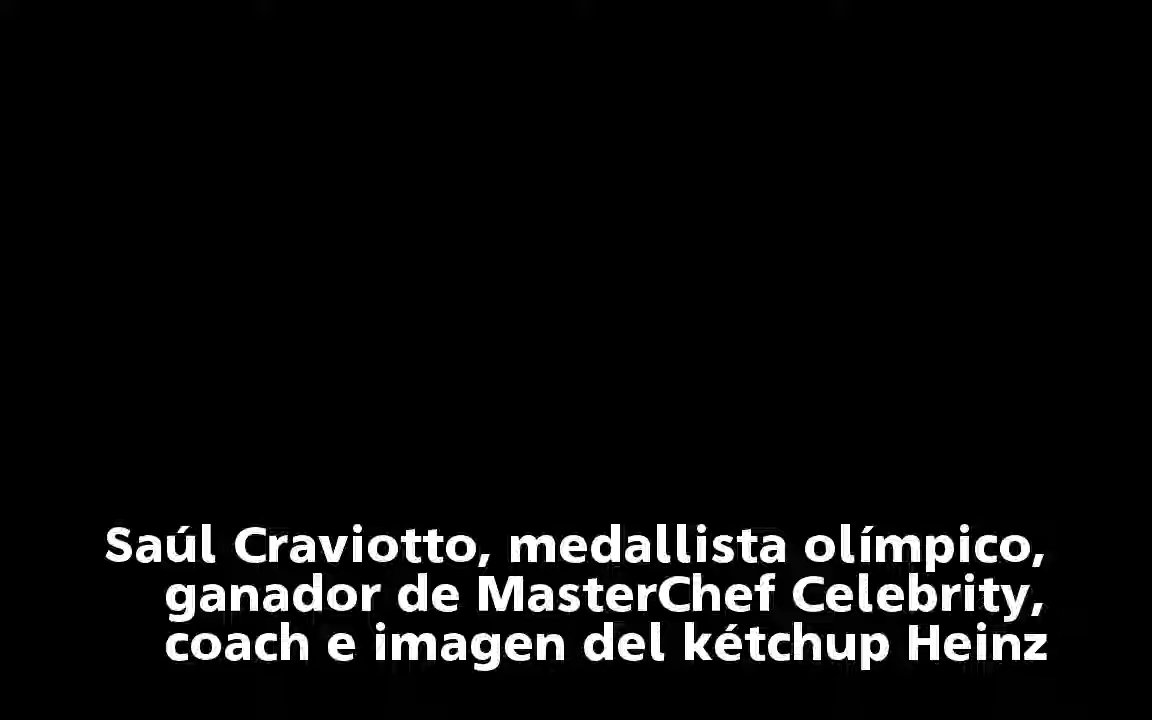 Saúl Craviotto, medallista olímpico,
ganador de MasterChef Celebrity,
coach e imagen del kétchup Heinz